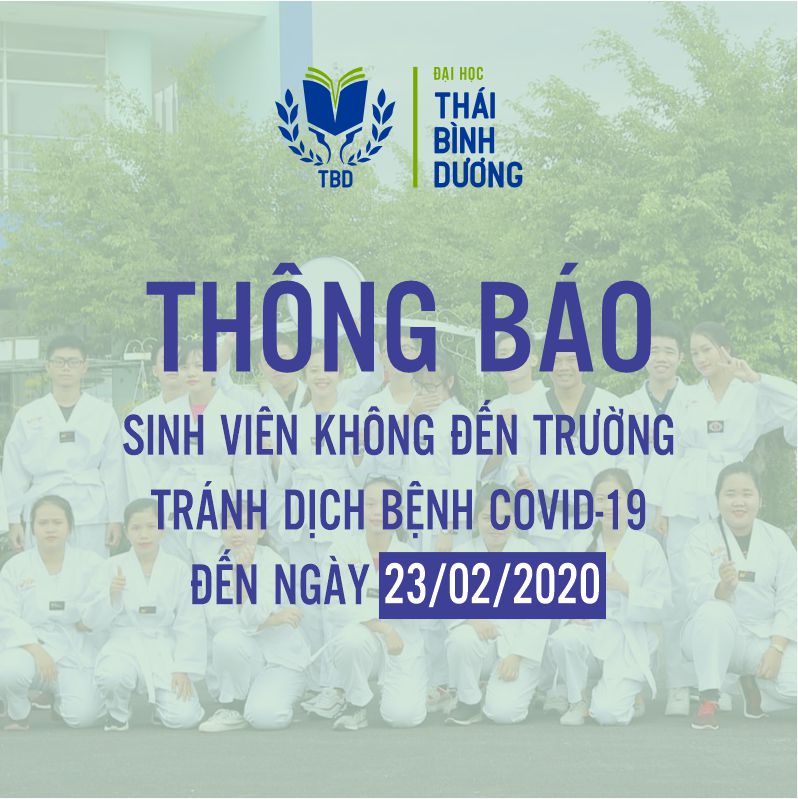 TBD
ĐẠI HỌC
THÁI
BÌNH
DƯƠNG
THÔNG BÁO
SINH VIÊN KHÔNG ĐẾN TRƯỜNG
TRÁNH DỊCH BỆNH COVID-19
ĐẾN NGÀY 23/02/2020